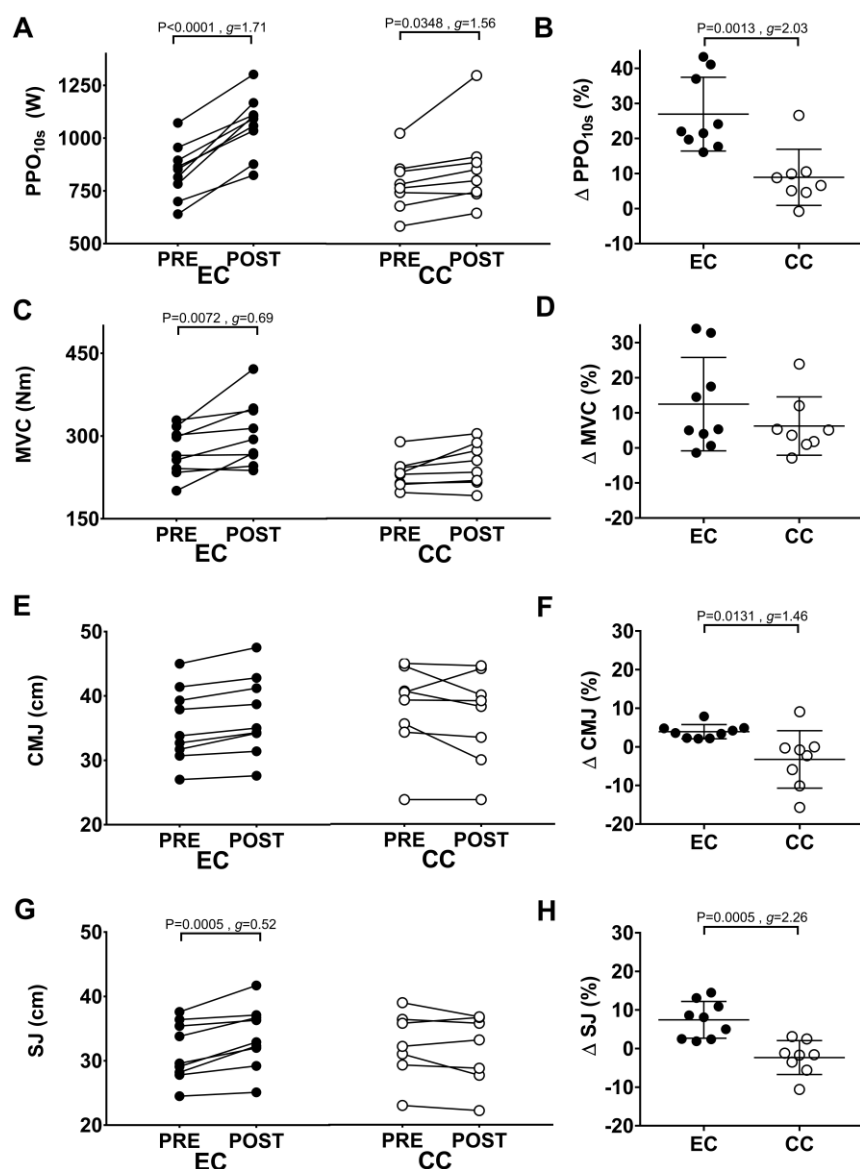 A
P<0.0001 , g=1.71
P=0.0348 , g=1.56
PPO10s (W)
1250
1000
750
500
PRE POST
EC
PRE POST
CC
B
P=0.0013 , g=2.03
Δ PPO10s (%)
40
30
20
10
0
-10
EC CC
C
P=0.0072 , g=0.69
MVC (Nm)
450
300
150
PRE POST
EC
PRE POST
CC
D
Δ MVC (%)
30
20
10
0
-10
-20
EC CC
E
CMJ (cm)
50
40
30
20
PRE POST
EC
PRE POST
CC
F
P=0.0131 , g=1.46
Δ CMJ (%)
30
20
10
0
-10
-20
EC CC
G
P=0.0005 , g=0.52
SJ (cm)
50
40
30
20
PRE POST
EC
PRE POST
CC
H
P=0.0005 , g=2.26
Δ SJ (%)
30
20
10
0
-10
-20
EC CC